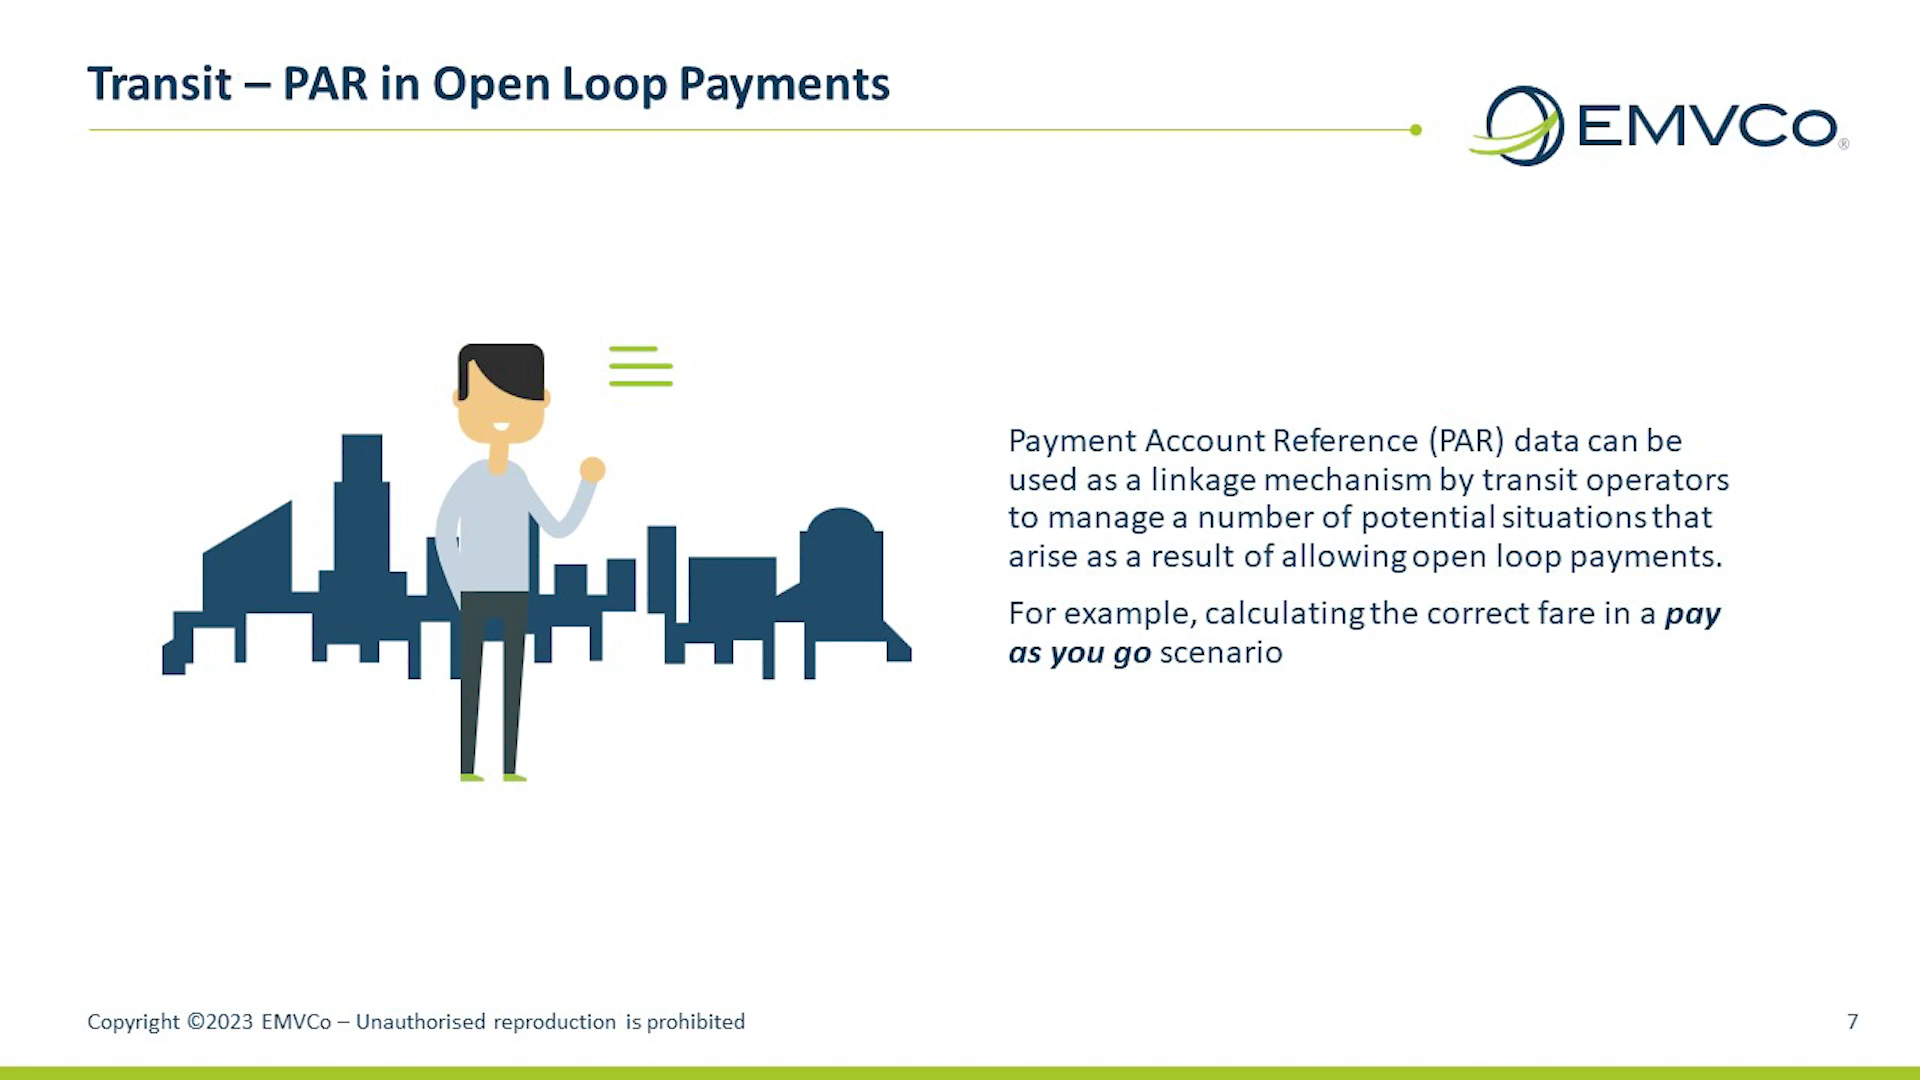 Transit – PAR in Open Loop Payments
EMVCo®
Payment Account Reference (PAR) data can be
used as a linkage mechanism by transit operators
to manage a number of potential situations that
arise as a result of allowing open loop payments.
For example, calculating the correct fare in a pay
as you go scenario
Copyright ©2023 EMVCo – Unauthorised reproduction is prohibited
7